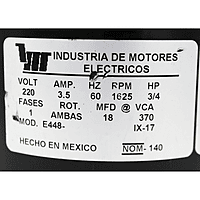 INDUSTRIA DE MOTORES
ELECTRICOS
VOLT AMP. HZ RPM HP
220 3.5 60 1625 3/4
FASES ROT. MFD @ VCA
1 AMBAS 18 370
MOD. E448- IX-17
HECHO EN MEXICO NOM-140